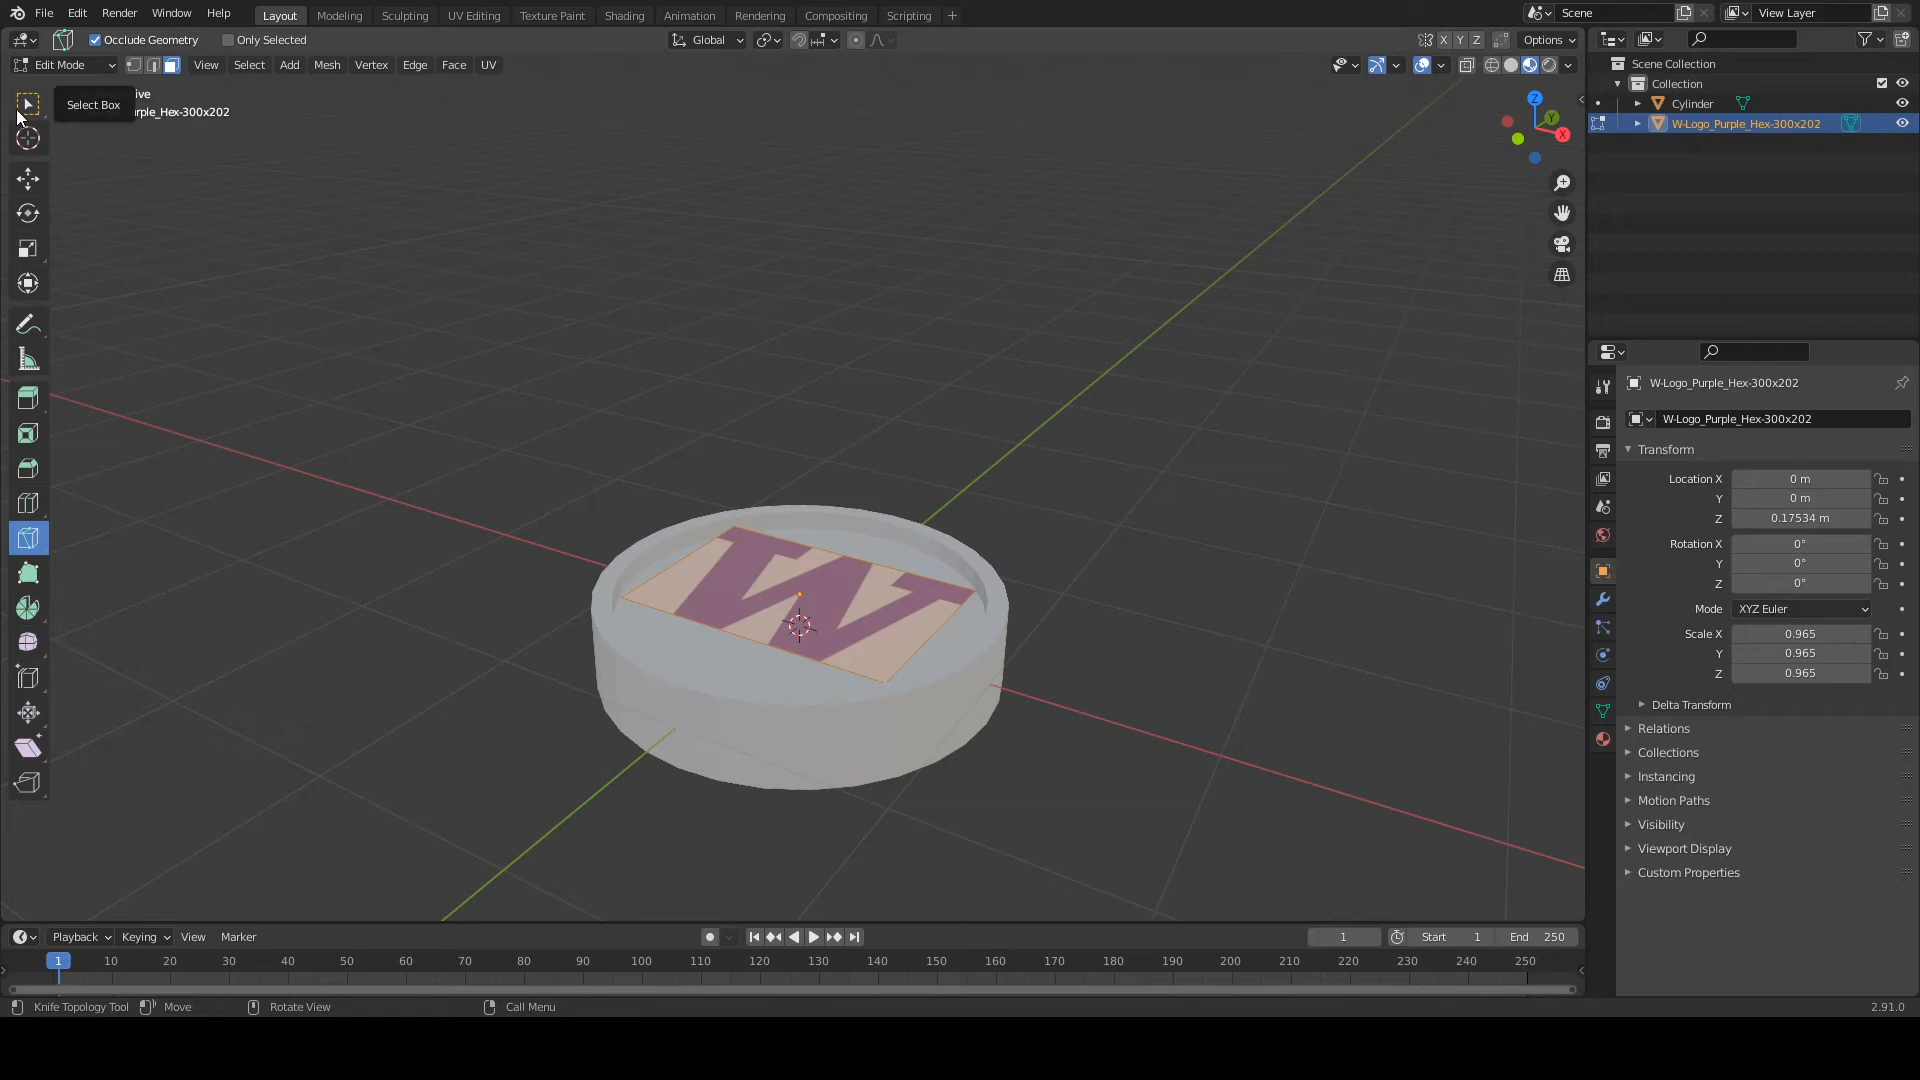 File Edit Render Window Help Layout Modeling Sculpting UV Editing Texture Paint Shading Animation Rendering Compositing Scripting + Scene View Layer
Occlude Geometry Only Selected Global X Y Z Options
Edit Mode View Select Add Mesh Vertex Edge Face UV
Scene Collection
Collection
Cylinder
W-Logo_Purple_Hex-300x202
Select Box
ive
rple_Hex-300x202
Z
Y
X
W
W-Logo_Purple_Hex-300x202
W-Logo_Purple_Hex-300x202
Transform
Location X 0 m
Y 0 m
Z 0.17534 m
Rotation X 0°
Y 0°
Z 0°
Mode XYZ Euler
Scale X 0.965
Y 0.965
Z 0.965
Delta Transform
Relations
Collections
Instancing
Motion Paths
Visibility
Viewport Display
Custom Properties
Playback Keying View Marker 1 Start 1 End 250
1 10 20 30 40 50 60 70 80 90 100 110 120 130 140 150 160 170 180 190 200 210 220 230 240 250
Knife Topology Tool Move Rotate View Call Menu 2.91.0